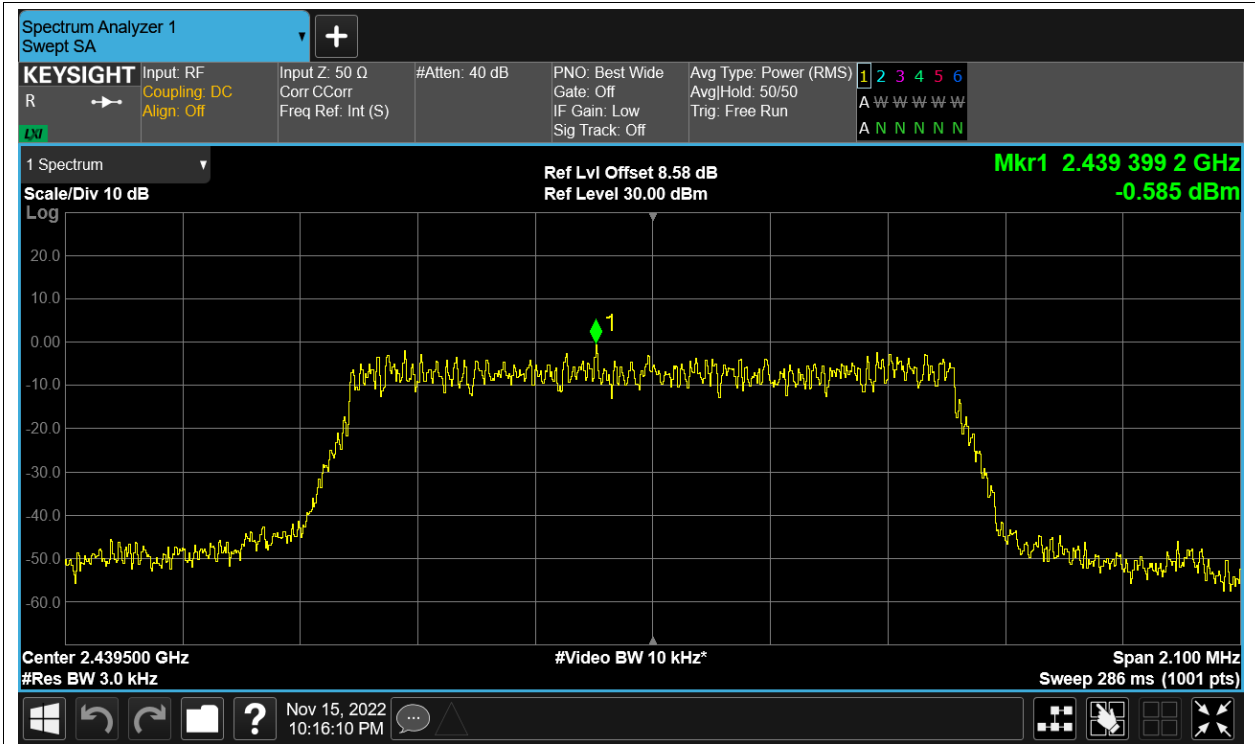 Spectrum Analyzer 1
Swept SA
+
KEYSIGHT
R
LXI
Input: RF
Coupling: DC
Align: Off
Input Z: 50 Ω
Corr CCorr
Freq Ref: Int (S)
#Atten: 40 dB
PNO: Best Wide
Gate: Off
IF Gain: Low
Sig Track: Off
Avg Type: Power (RMS)
Avg|Hold: 50/50
Trig: Free Run
1 2 3 4 5 6
A W W W W W
A N N N N N
1 Spectrum
Scale/Div 10 dB
Log
Ref Lvl Offset 8.58 dB
Ref Level 30.00 dBm
Mkr1 2.439 399 2 GHz
-0.585 dBm
20.0
10.0
0.00
-10.0
-20.0
-30.0
-40.0
-50.0
-60.0
1
Center 2.439500 GHz
#Res BW 3.0 kHz
#Video BW 10 kHz*
Span 2.100 MHz
Sweep 286 ms (1001 pts)
?
Nov 15, 2022
10:16:10 PM